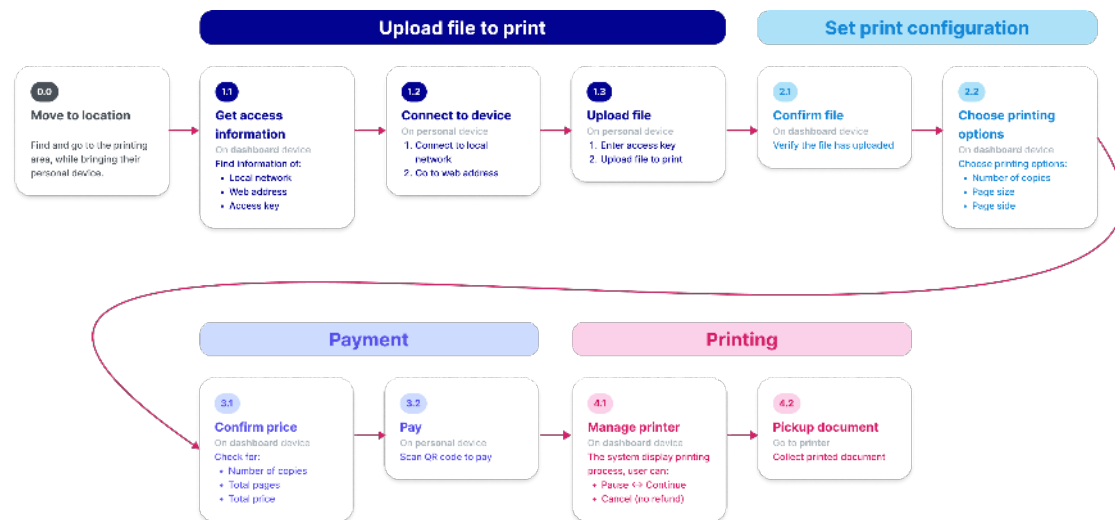 Upload file to print
Set print configuration
0.0
Move to location
Find and go to the printing
area, while bringing their
personal device.
1.1
Get access
information
On dashboard device
Find information of:
• Local network
• Web address
• Access key
1.2
Connect to device
On personal device
1. Connect to local
network
2. Go to web address
1.3
Upload file
On personal device
1. Enter access key
2. Upload file to print
2.1
Confirm file
On dashboard device
Verify the file has uploaded
2.2
Choose printing
options
On dashboard device
Choose printing options:
• Number of copies
• Page size
• Page side
Payment
Printing
3.1
Confirm price
On dashboard device
Check for:
• Number of copies
• Total pages
• Total price
3.2
Pay
On personal device
Scan QR code to pay
4.1
Manage printer
On dashboard device
The system display printing
process, user can:
• Pause <-> Continue
• Cancel (no refund)
4.2
Pickup document
Go to printer
Collect printed document